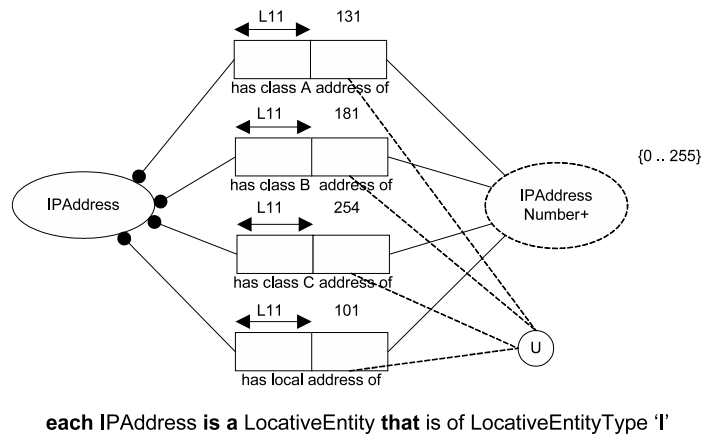 L11 131
has class A address of
L11 181
has class B address of
{0 .. 255}
IPAddress
IPAddress
Number+
L11 254
has class C address of
L11 101
U
has local address of
each IPAddress is a LocativeEntity that is of LocativeEntityType ‘I’